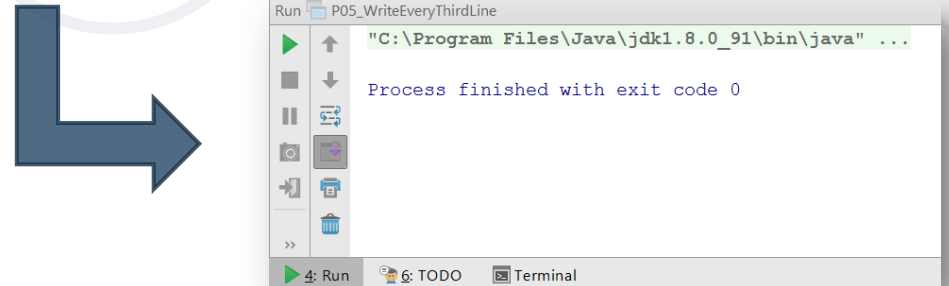 Run P05_WriteEveryThirdLine
"C:\Program Files\Java\jdk1.8.0_91\bin\java" ...
Process finished with exit code 0
4: Run 6: TODO Terminal